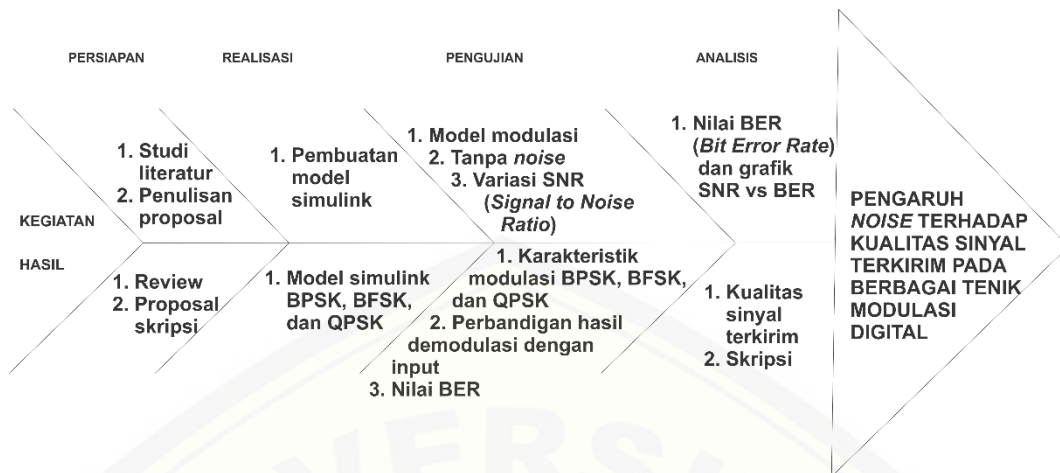 PERSIAPAN
REALISASI
PENGUJIAN
ANALISIS
KEGIATAN
1. Studi
literatur
2. Penulisan
proposal
1. Pembuatan
model
simulink
1. Model modulasi
2. Tanpa noise
3. Variasi SNR
(Signal to Noise
Ratio)
1. Nilai BER
(Bit Error Rate)
dan grafik
SNR vs BER
HASIL
1. Review
2. Proposal
skripsi
1. Model simulink
BPSK, BFSK,
dan QPSK
1. Karakteristik
modulasi BPSK, BFSK,
dan QPSK
2. Perbandigan hasil
demodulasi dengan
input
3. Nilai BER
1. Kualitas
sinyal
terkirim
2. Skripsi
PENGARUH
NOISE TERHADAP
KUALITAS SINYAL
TERKIRIM PADA
BERBAGAI TENIK
MODULASI
DIGITAL
VERSI